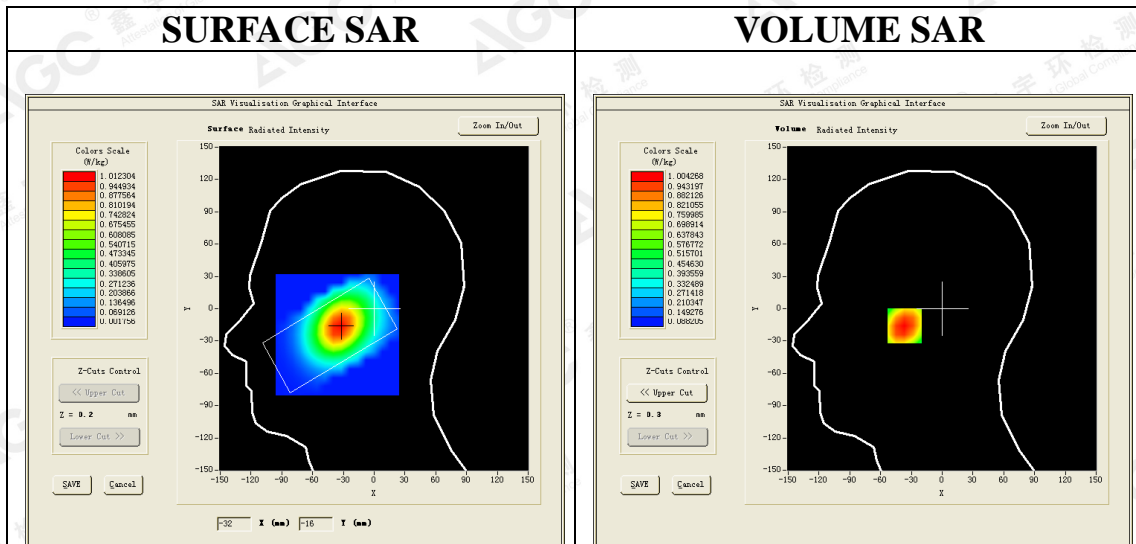 SURFACE SAR
VOLUME SAR
SAR Visualisation Graphical Interface
Surface Radiated Intensity
Zoom In/Out
Colors Scale
(W/kg)
1.012304
0.944934
0.877564
0.810194
0.742824
0.675455
0.608085
0.540715
0.473345
0.405975
0.338605
0.271236
0.203866
0.136496
0.069126
0.001756
Z-Cuts Control
<< Upper Cut
Z = 0.2 mm
Lower Cut >>
SAVE Cancel
150
120
90
60
30
0
-30
-60
-90
-120
-150
Y
-150 -120 -90 -60 -30 0 30 60 90 120 150
X
-32 X (mm) -16 Y (mm)
SAR Visualisation Graphical Interface
Volume Radiated Intensity
Zoom In/Out
Colors Scale
(W/kg)
1.004268
0.943197
0.882126
0.821055
0.759985
0.698914
0.637843
0.576772
0.515701
0.454630
0.393559
0.332489
0.271418
0.210347
0.149276
0.088205
Z-Cuts Control
<< Upper Cut
Z = 0.3 mm
Lower Cut >>
SAVE Cancel
150
120
90
60
30
0
-30
-60
-90
-120
-150
Y
-150 -120 -90 -60 -30 0 30 60 90 120 150
X